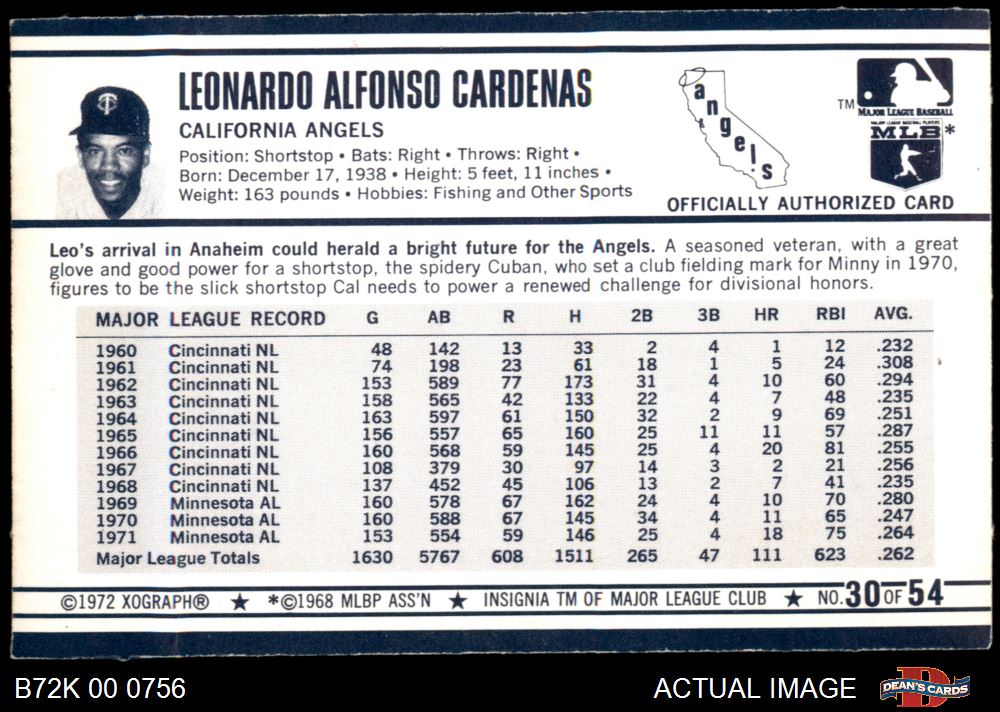 LEONARDO ALFONSO CARDENAS
CALIFORNIA ANGELS
Position: Shortstop • Bats: Right • Throws: Right •
Born: December 17, 1938 • Height: 5 feet, 11 inches •
Weight: 163 pounds • Hobbies: Fishing and Other Sports
angels
TM
MAJOR LEAGUE BASEBALL
MAJOR LEAGUE BASEBALL PLAYERS
MLB*
OFFICIALLY AUTHORIZED CARD
Leo's arrival in Anaheim could herald a bright future for the Angels. A seasoned veteran, with a great
glove and good power for a shortstop, the spidery Cuban, who set a club fielding mark for Minny in 1970,
figures to be the slick shortstop Cal needs to power a renewed challenge for divisional honors.
MAJOR LEAGUE RECORD G AB R H 2B 3B HR RBI AVG.
1960 Cincinnati NL 48 142 13 33 2 4 1 12 .232
1961 Cincinnati NL 74 198 23 61 18 1 5 24 .308
1962 Cincinnati NL 153 589 77 173 31 4 10 60 .294
1963 Cincinnati NL 158 565 42 133 22 4 7 48 .235
1964 Cincinnati NL 163 597 61 150 32 2 9 69 .251
1965 Cincinnati NL 156 557 65 160 25 11 11 57 .287
1966 Cincinnati NL 160 568 59 145 25 4 20 81 .255
1967 Cincinnati NL 108 379 30 97 14 3 2 21 .256
1968 Cincinnati NL 137 452 45 106 13 2 7 41 .235
1969 Minnesota AL 160 578 67 162 24 4 10 70 .280
1970 Minnesota AL 160 588 67 145 34 4 11 65 .247
1971 Minnesota AL 153 554 59 146 25 4 18 75 .264
Major League Totals 1630 5767 608 1511 265 47 111 623 .262
©1972 XOGRAPH® ★ *©1968 MLBP ASS'N ★ INSIGNIA TM OF MAJOR LEAGUE CLUB ★ NO. 30 OF 54
B72K 00 0756 ACTUAL IMAGE DEAN'S CARDS